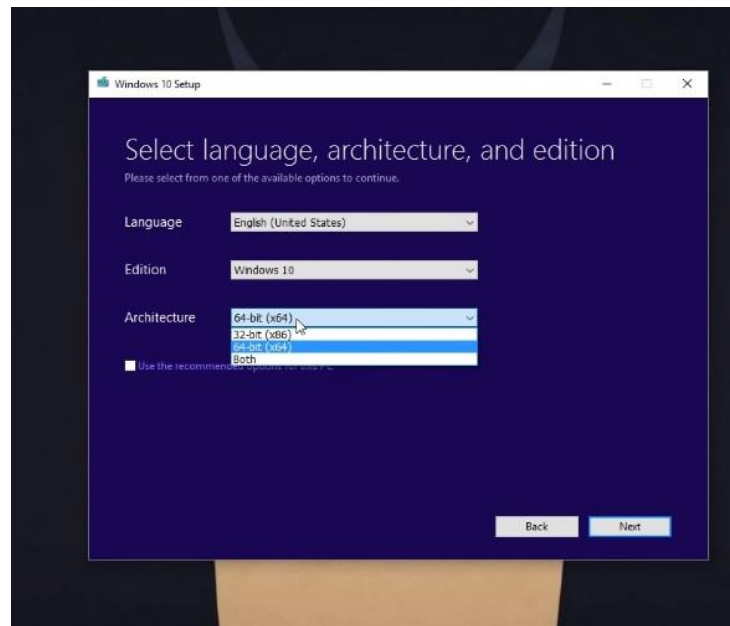 Windows 10 Setup
Select language, architecture, and edition
Please select from one of the available options to continue.
Language
English (United States)
Edition
Windows 10
Architecture
64-bit (x64)
32-bit (x86)
64-bit (x64)
Both
Use the recommended options for this PC
Back
Next